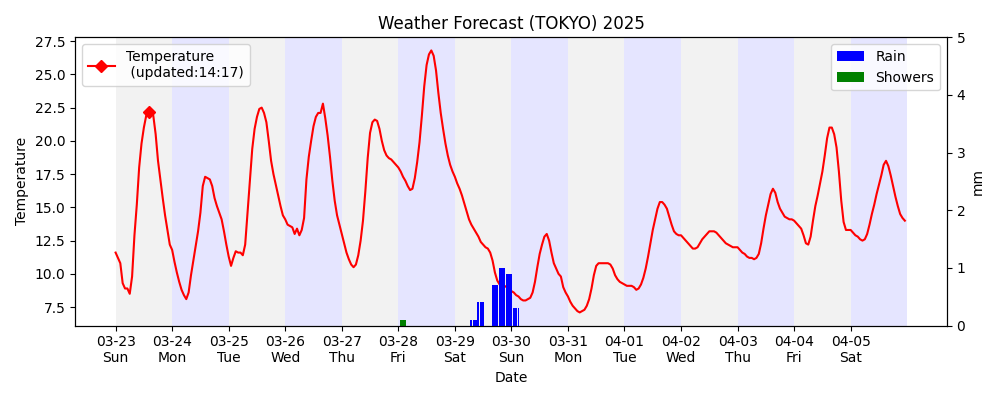 Weather Forecast (TOKYO) 2025
Temperature
(updated:14:17)
Rain
Showers
27.5
25.0
22.5
20.0
17.5
15.0
12.5
10.0
7.5
Temperature
5
4
3
2
1
0
mm
03-23 03-24 03-25 03-26 03-27 03-28 03-29 03-30 03-31 04-01 04-02 04-03 04-04 04-05
Sun Mon Tue Wed Thu Fri Sat Sun Mon Tue Wed Thu Fri Sat
Date